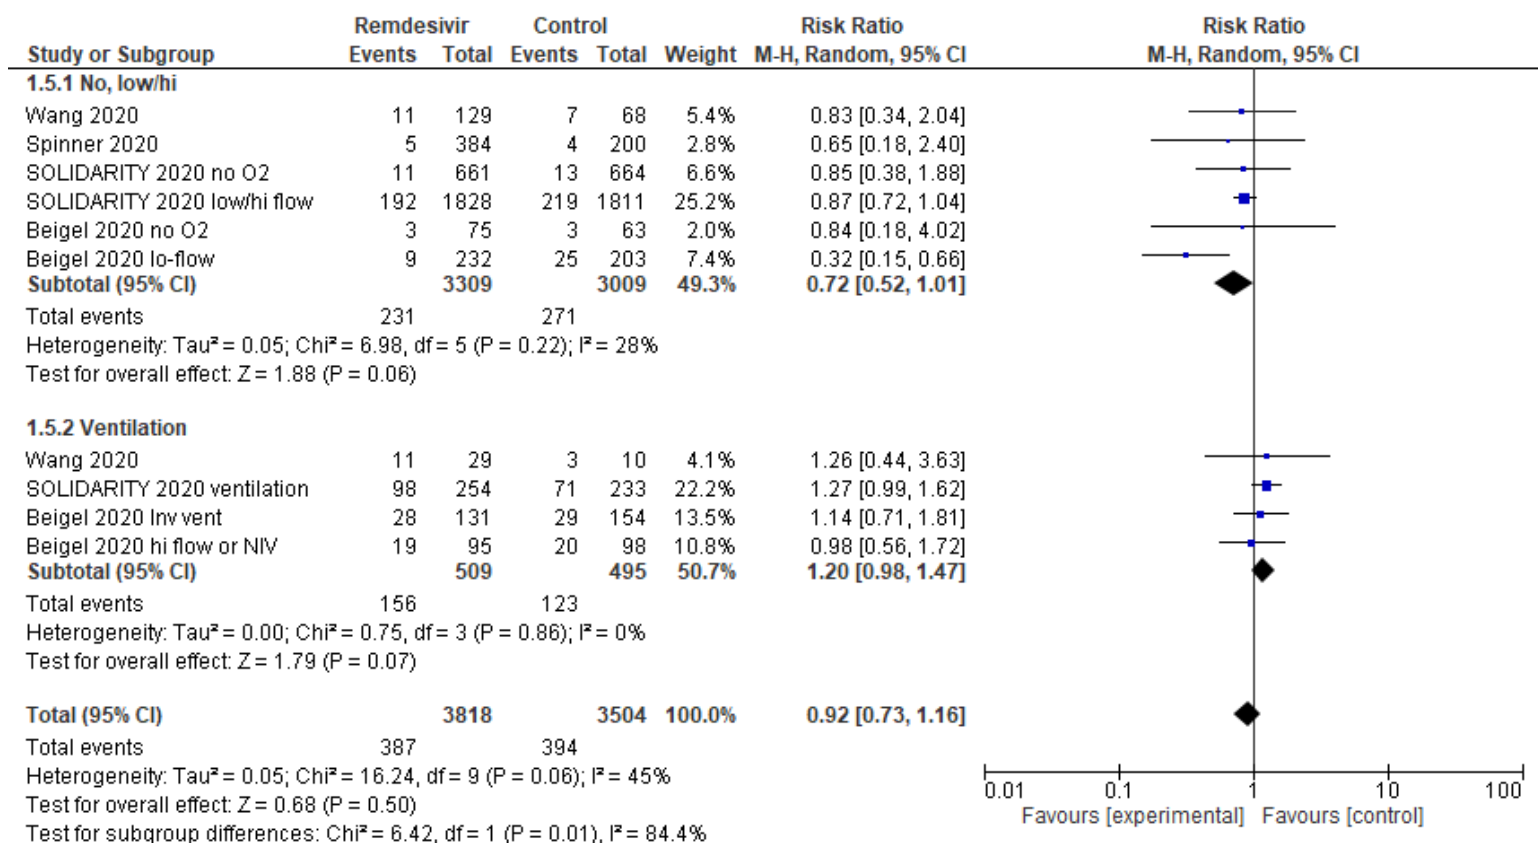 Remdesivir Control Risk Ratio Risk Ratio
Study or Subgroup Events Total Events Total Weight M-H, Random, 95% CI M-H, Random, 95% CI
1.5.1 No, low/hi
Wang 2020 11 129 7 68 5.4% 0.83 [0.34, 2.04]
Spinner 2020 5 384 4 200 2.8% 0.65 [0.18, 2.40]
SOLIDARITY 2020 no O2 11 661 13 664 6.6% 0.85 [0.38, 1.88]
SOLIDARITY 2020 low/hi flow 192 1828 219 1811 25.2% 0.87 [0.72, 1.04]
Beigel 2020 no O2 3 75 3 63 2.0% 0.84 [0.18, 4.02]
Beigel 2020 lo-flow 9 232 25 203 7.4% 0.32 [0.15, 0.66]
Subtotal (95% CI) 3309 3009 49.3% 0.72 [0.52, 1.01]
Total events 231 271
Heterogeneity: Tau² = 0.05; Chi² = 6.98, df = 5 (P = 0.22); I² = 28%
Test for overall effect: Z = 1.88 (P = 0.06)
1.5.2 Ventilation
Wang 2020 11 29 3 10 4.1% 1.26 [0.44, 3.63]
SOLIDARITY 2020 ventilation 98 254 71 233 22.2% 1.27 [0.99, 1.62]
Beigel 2020 Inv vent 28 131 29 154 13.5% 1.14 [0.71, 1.81]
Beigel 2020 hi flow or NIV 19 95 20 98 10.8% 0.98 [0.56, 1.72]
Subtotal (95% CI) 509 495 50.7% 1.20 [0.98, 1.47]
Total events 156 123
Heterogeneity: Tau² = 0.00; Chi² = 0.75, df = 3 (P = 0.86); I² = 0%
Test for overall effect: Z = 1.79 (P = 0.07)
Total (95% CI) 3818 3504 100.0% 0.92 [0.73, 1.16]
Total events 387 394
Heterogeneity: Tau² = 0.05; Chi² = 16.24, df = 9 (P = 0.06); I² = 45%
Test for overall effect: Z = 0.68 (P = 0.50)
Test for subgroup differences: Chi² = 6.42, df = 1 (P = 0.01), I² = 84.4%
0.01 0.1 1 10 100
Favours [experimental] Favours [control]